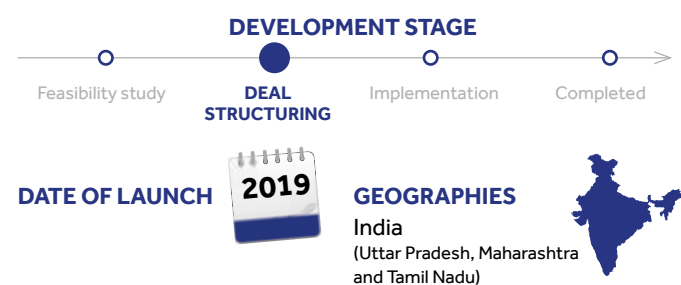 DEVELOPMENT STAGE
Feasibility study
DEAL
STRUCTURING
Implementation
Completed
DATE OF LAUNCH
2019
GEOGRAPHIES
India
(Uttar Pradesh, Maharashtra
and Tamil Nadu)